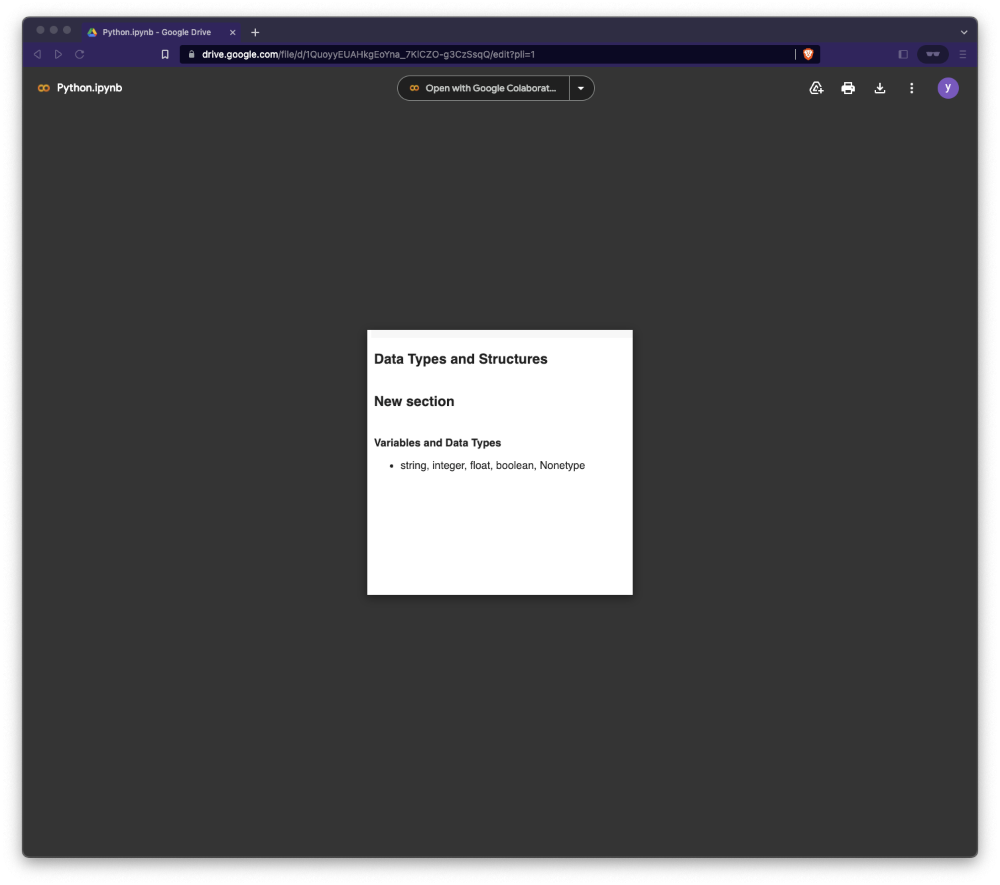 Python.ipynb - Google Drive
drive.google.com/file/d/1QuoyyEUAHkgEoYna_7KlCZO-g3CzSsqQ/edit?pli=1
Python.ipynb
Open with Google Colaborat...
y
Data Types and Structures
New section
Variables and Data Types
• string, integer, float, boolean, Nonetype